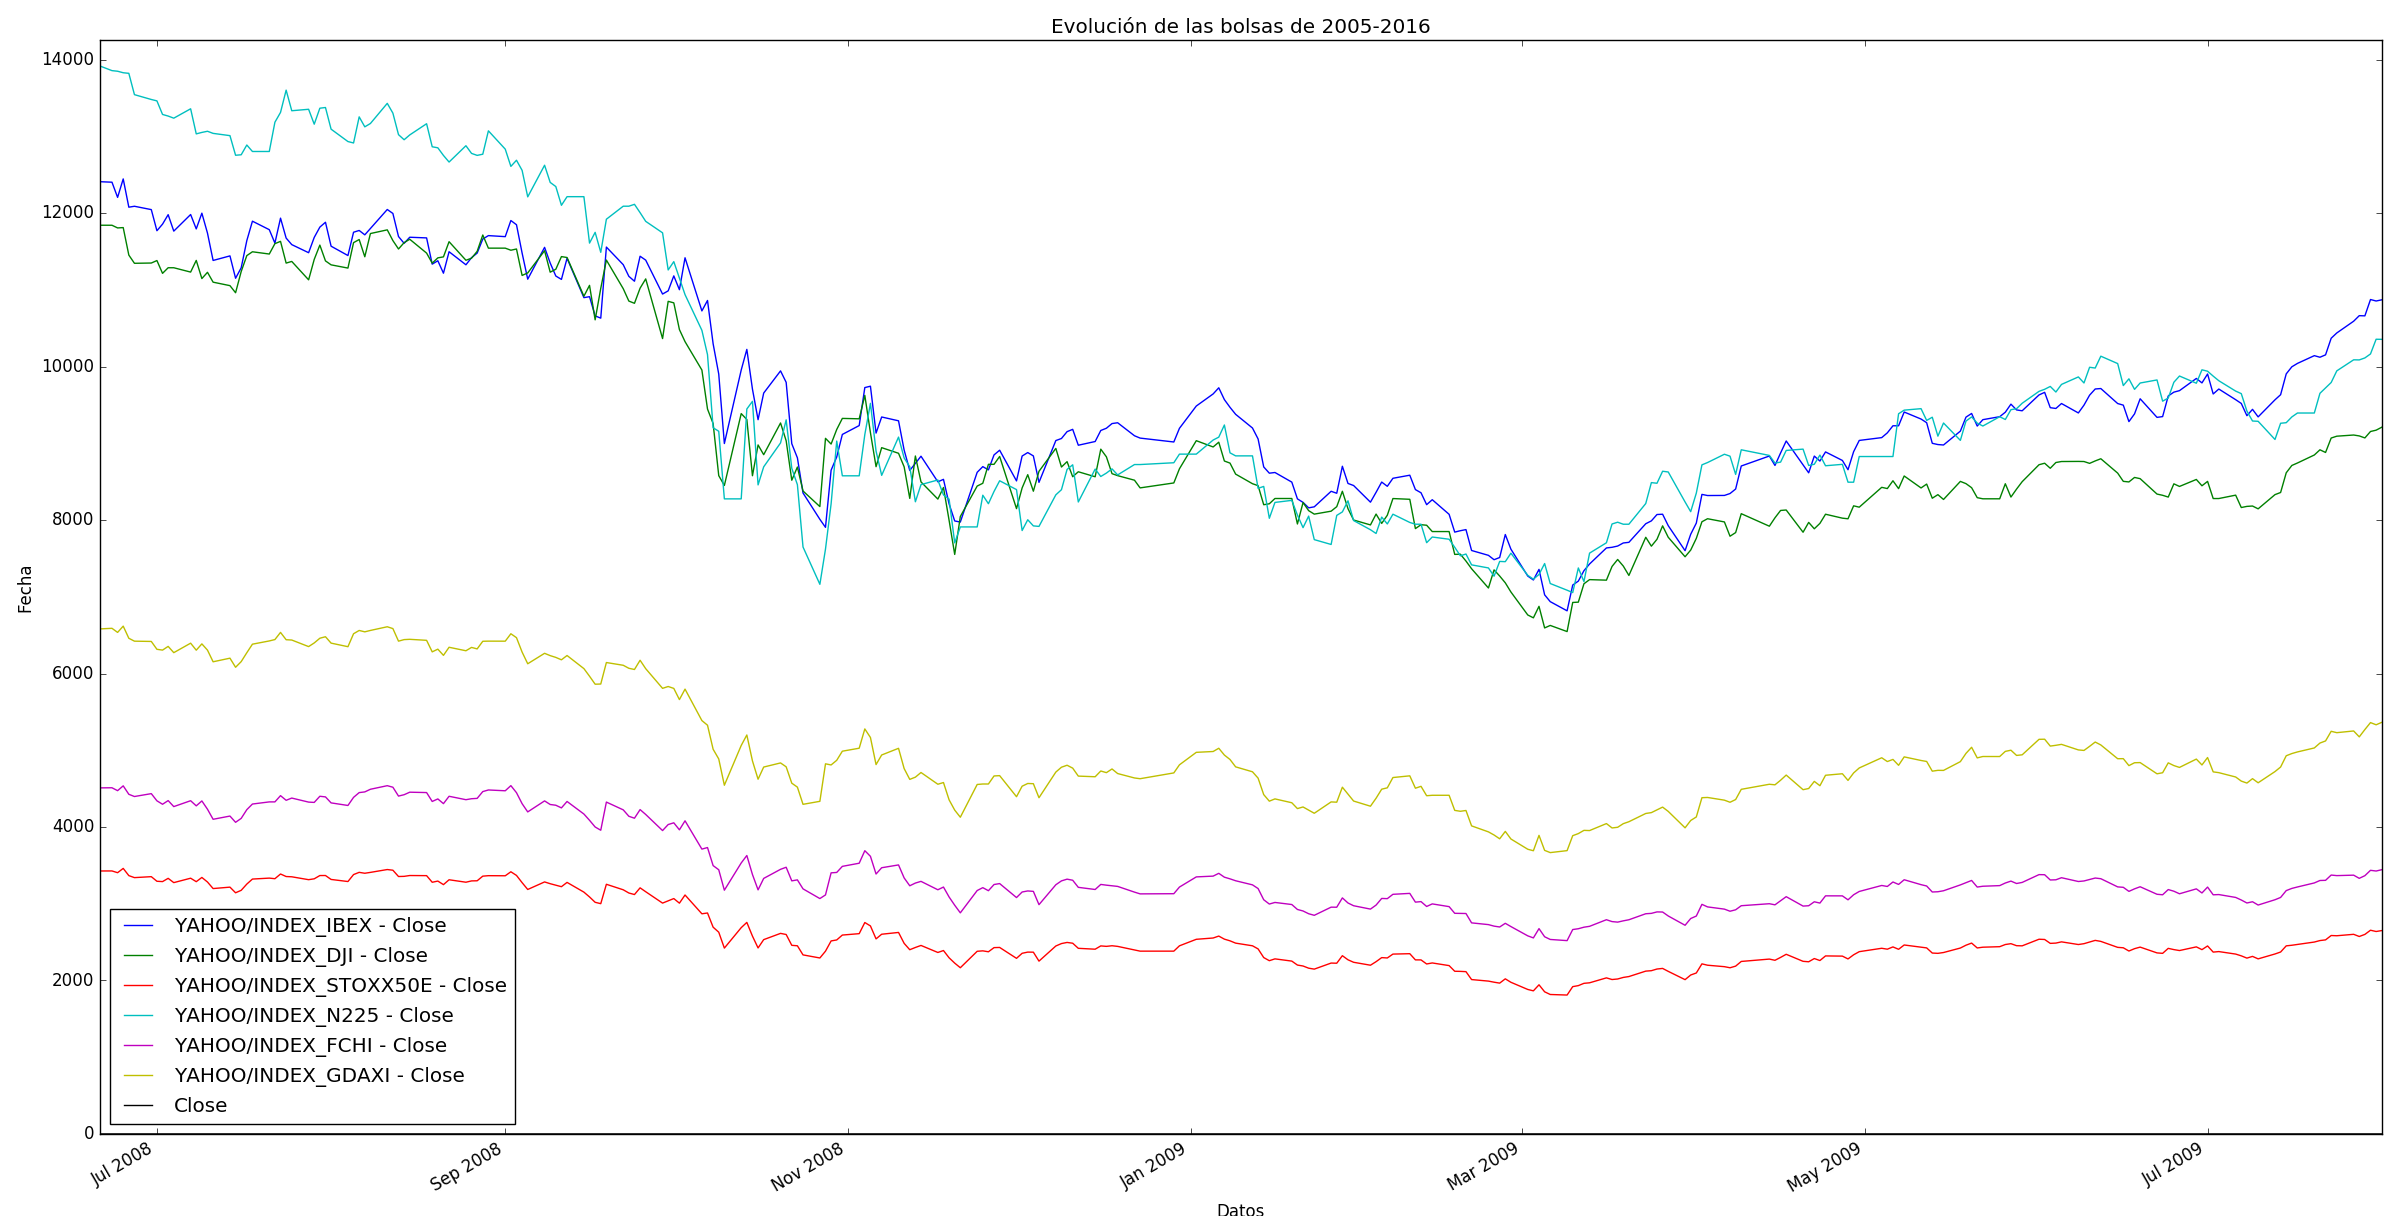 Evolución de las bolsas de 2005-2016
14000
12000
10000
8000
6000
4000
2000
0
Fecha
YAHOO/INDEX_IBEX - Close
YAHOO/INDEX_DJI - Close
YAHOO/INDEX_STOXX50E - Close
YAHOO/INDEX_N225 - Close
YAHOO/INDEX_FCHI - Close
YAHOO/INDEX_GDAXI - Close
Close
Jul 2008
Sep 2008
Nov 2008
Jan 2009
Mar 2009
May 2009
Jul 2009
Datos